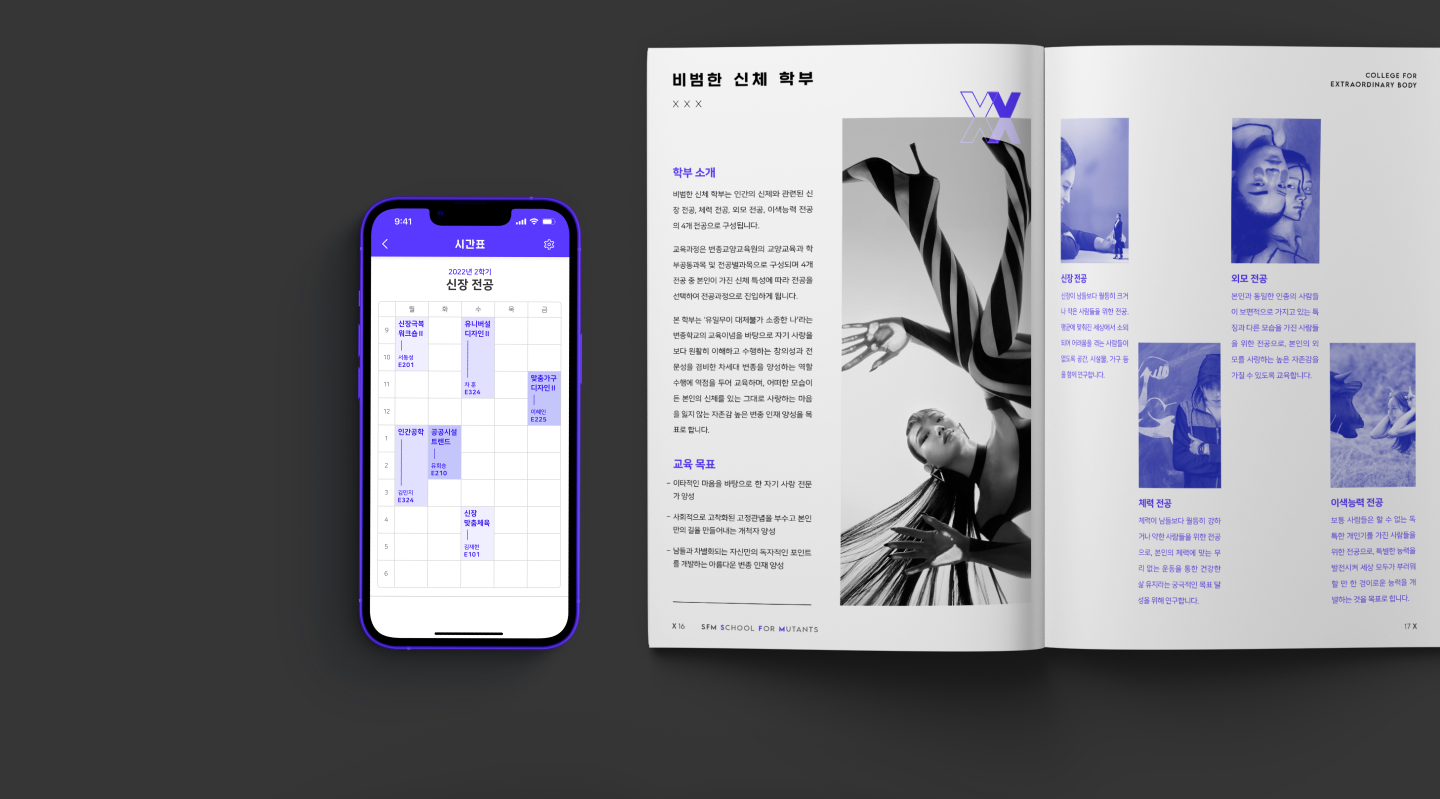 9:41
시간표
2022년 2학기
신장 전공
월 화 수 목 금
9
10
11
12
1
2
3
4
5
6
신장극복
워크숍 II
서동성
E201
유니버설
디자인 II
차 훈
E324
맞춤가구
디자인 II
이혜인
E225
인간공학
김민지
E324
공공시설
트렌드
유희승
E210
신장
맞춤체육
김재헌
E101
비범한 신체 학부
X X X
XX
학부 소개
비범한 신체 학부는 인간의 신체와 관련된 신
장 전공, 체력 전공, 외모 전공, 이색능력 전공
의 4개 전공으로 구성됩니다.
교육과정은 변종교양교육원의 교양교육과 학
부공동과목 및 전공별과목으로 구성되며 4개
전공 중 본인이 가진 신체 특성에 따라 전공을
선택하여 전공과정으로 진입하게 됩니다.
본 학부는 '유일무이 대체불가 소중한 나'라는
변종학교의 교육이념을 바탕으로 자기 사랑을
보다 원활히 이해하고 수행하는 창의성과 전
문성을 겸비한 차세대 변종을 양성하는 역할
수행에 역점을 두어 교육하며, 어떠한 모습이
든 본인의 신체를 있는 그대로 사랑하는 마음
을 잃지 않는 자존감 높은 변종 인재 양성을 목
표로 합니다.
교육 목표
– 이타적인 마음을 바탕으로 한 자기 사랑 전문
가 양성
– 사회적으로 고착화된 고정관념을 부수고 본인
만의 길을 만들어내는 개척자 양성
– 남들과 차별화되는 자신만의 독자적인 포인트
를 개발하는 아름다운 변종 인재 양성
X 16 SFM SCHOOL FOR MUTANTS
COLLEGE FOR
EXTRAORDINARY BODY
신장 전공
신장이 남들보다 월등히 크거
나 작은 사람들을 위한 전공.
평균에 맞춰진 세상에서 소외
되어 어려움을 겪는 사람들이
없도록 공간, 시설물, 가구 등
을 협의 연구합니다.
외모 전공
본인과 동일한 인종의 사람들
이 보편적으로 가지고 있는 특
징과 다른 모습을 가진 사람들
을 위한 전공으로, 본인의 외
모를 사랑하는 높은 자존감을
가질 수 있도록 교육합니다.
체력 전공
체력이 남들보다 월등히 강하
거나 약한 사람들을 위한 전공
으로, 본인의 체력에 맞는 무
리 없는 운동을 통한 건강한
삶 유지라는 궁극적인 목표 달
성을 위해 연구합니다.
이색능력 전공
보통 사람들은 할 수 없는 독
특한 개인기를 가진 사람들을
위한 전공으로, 특별한 능력을
발전시켜 세상 모두가 부러워
할 만 한 경이로운 능력을 개
발하는 것을 목표로 합니다.
17 X